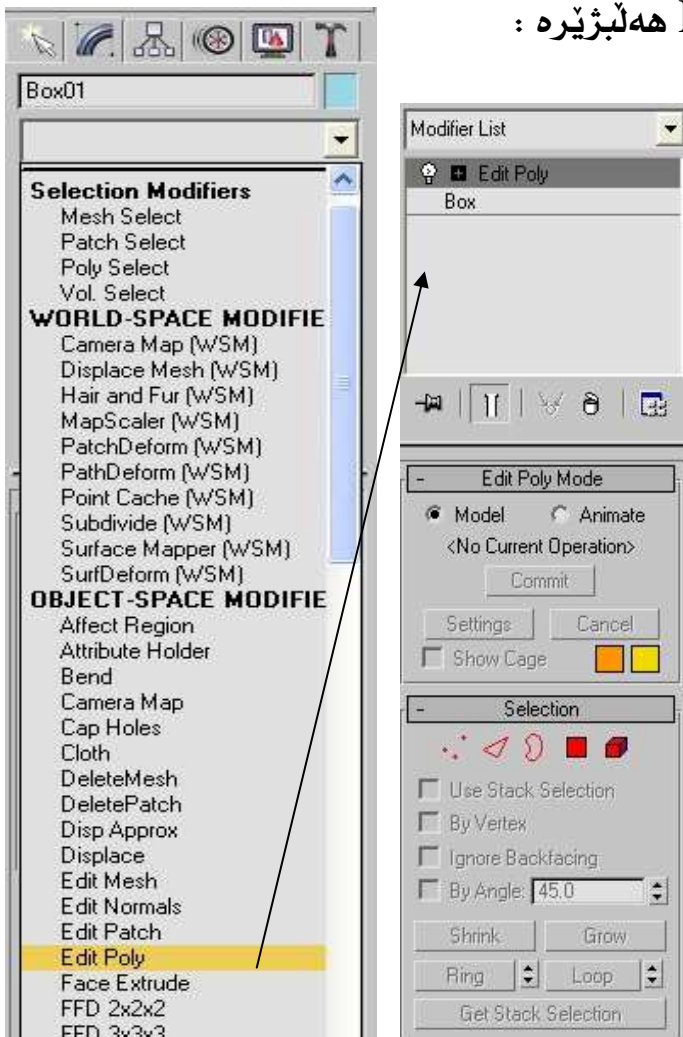 هەڵبژێرە :
Box01
Selection Modifiers
Mesh Select
Patch Select
Poly Select
Vol. Select
WORLD-SPACE MODIFIE
Camera Map (WSM)
Displace Mesh (WSM)
Hair and Fur (WSM)
MapScaler (WSM)
PatchDeform (WSM)
PathDeform (WSM)
Point Cache (WSM)
Subdivide (WSM)
Surface Mapper (WSM)
SurfDeform (WSM)
OBJECT-SPACE MODIFIE
Affect Region
Attribute Holder
Bend
Camera Map
Cap Holes
Cloth
DeleteMesh
DeletePatch
Disp Approx
Displace
Edit Mesh
Edit Normals
Edit Patch
Edit Poly
Face Extrude
FFD 2x2x2
FFD 3x3x3
Modifier List
Edit Poly
Box
- Edit Poly Mode
Model Animate
<No Current Operation>
Commit
Settings Cancel
Show Cage
- Selection
Use Stack Selection
By Vertex
Ignore Backfacing
By Angle: 45.0
Shrink Grow
Ring Loop
Get Stack Selection